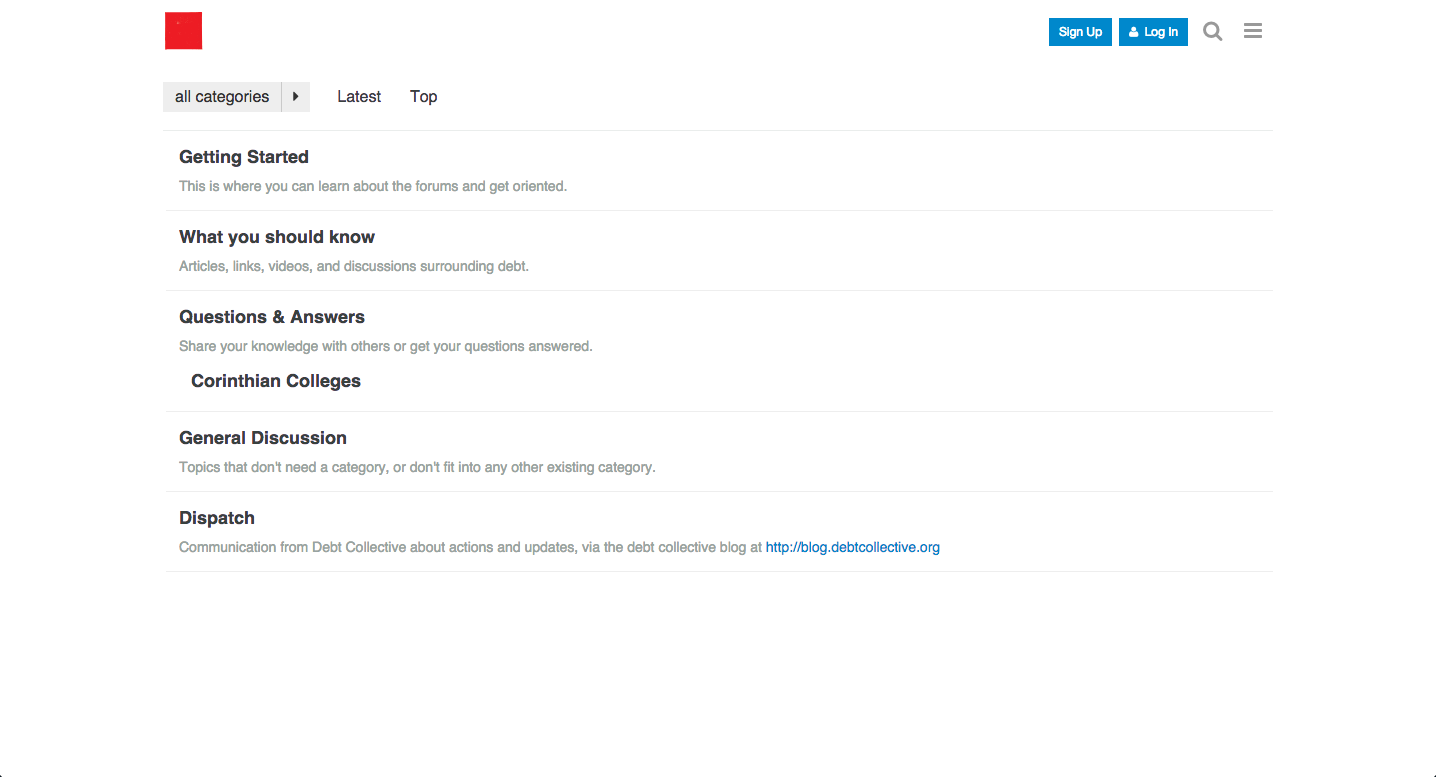 Sign Up
Log In
all categories
Latest
Top
Getting Started
This is where you can learn about the forums and get oriented.
What you should know
Articles, links, videos, and discussions surrounding debt.
Questions & Answers
Share your knowledge with others or get your questions answered.
Corinthian Colleges
General Discussion
Topics that don't need a category, or don't fit into any other existing category.
Dispatch
Communication from Debt Collective about actions and updates, via the debt collective blog at http://blog.debtcollective.org